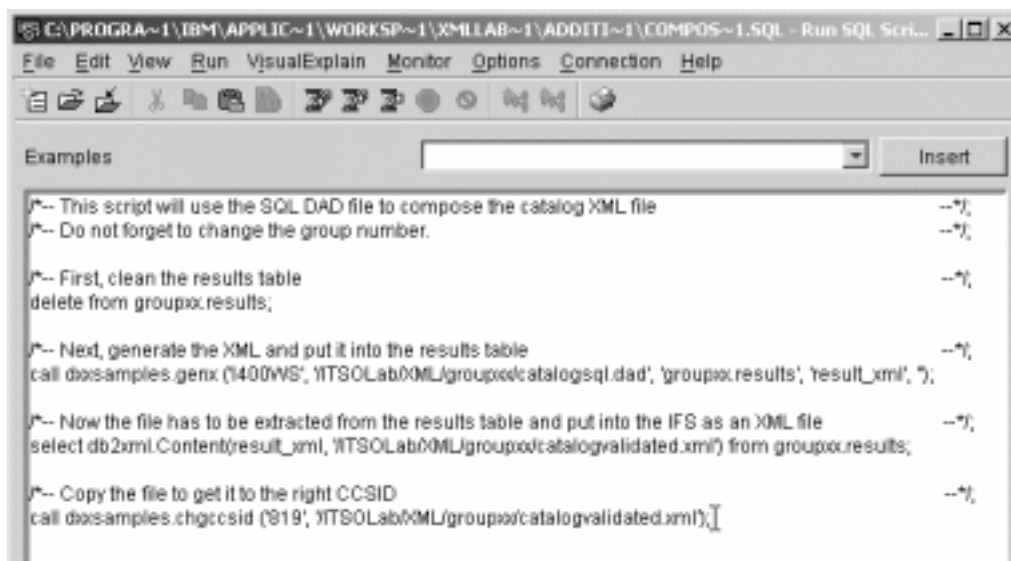 C:\PROGRA~1\IBM\APPLIC~1\WORKSP~1\XMLLAB~1\ADDITI~1\COMPOS~1.SQL - Run SQL Scri...
File Edit View Run VisualExplain Monitor Options Connection Help
Examples Insert
/*-- This script will use the SQL DAD file to compose the catalog XML file --*/;
/*-- Do not forget to change the group number. --*/;
/*-- First, clean the results table --*/;
delete from groupxx.results;
/*-- Next, generate the XML and put it into the results table --*/;
call dxxsamples.genx ('I400WS', '/ITSOLab/XML/groupxx/catalogsql.dad', 'groupxx.results', 'result_xml', '');
/*-- Now the file has to be extracted from the results table and put into the IFS as an XML file --*/;
select db2xml.Content(result_xml, '/ITSOLab/XML/groupxx/catalogvalidated.xml') from groupxx.results;
/*-- Copy the file to get it to the right CCSID --*/;
call dxxsamples.chgccsid ('819', '/ITSOLab/XML/groupxx/catalogvalidated.xml');